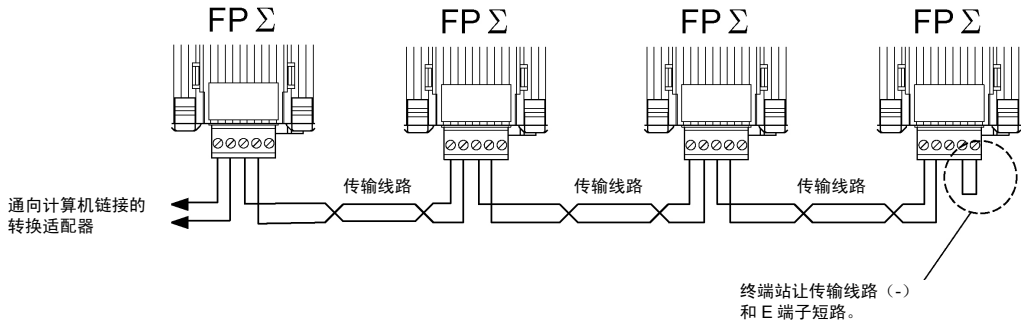 FPΣ
FPΣ
FPΣ
FPΣ
传输线路
传输线路
传输线路
通向计算机链接的
转换适配器
终端站让传输线路（-）
和 E 端子短路。